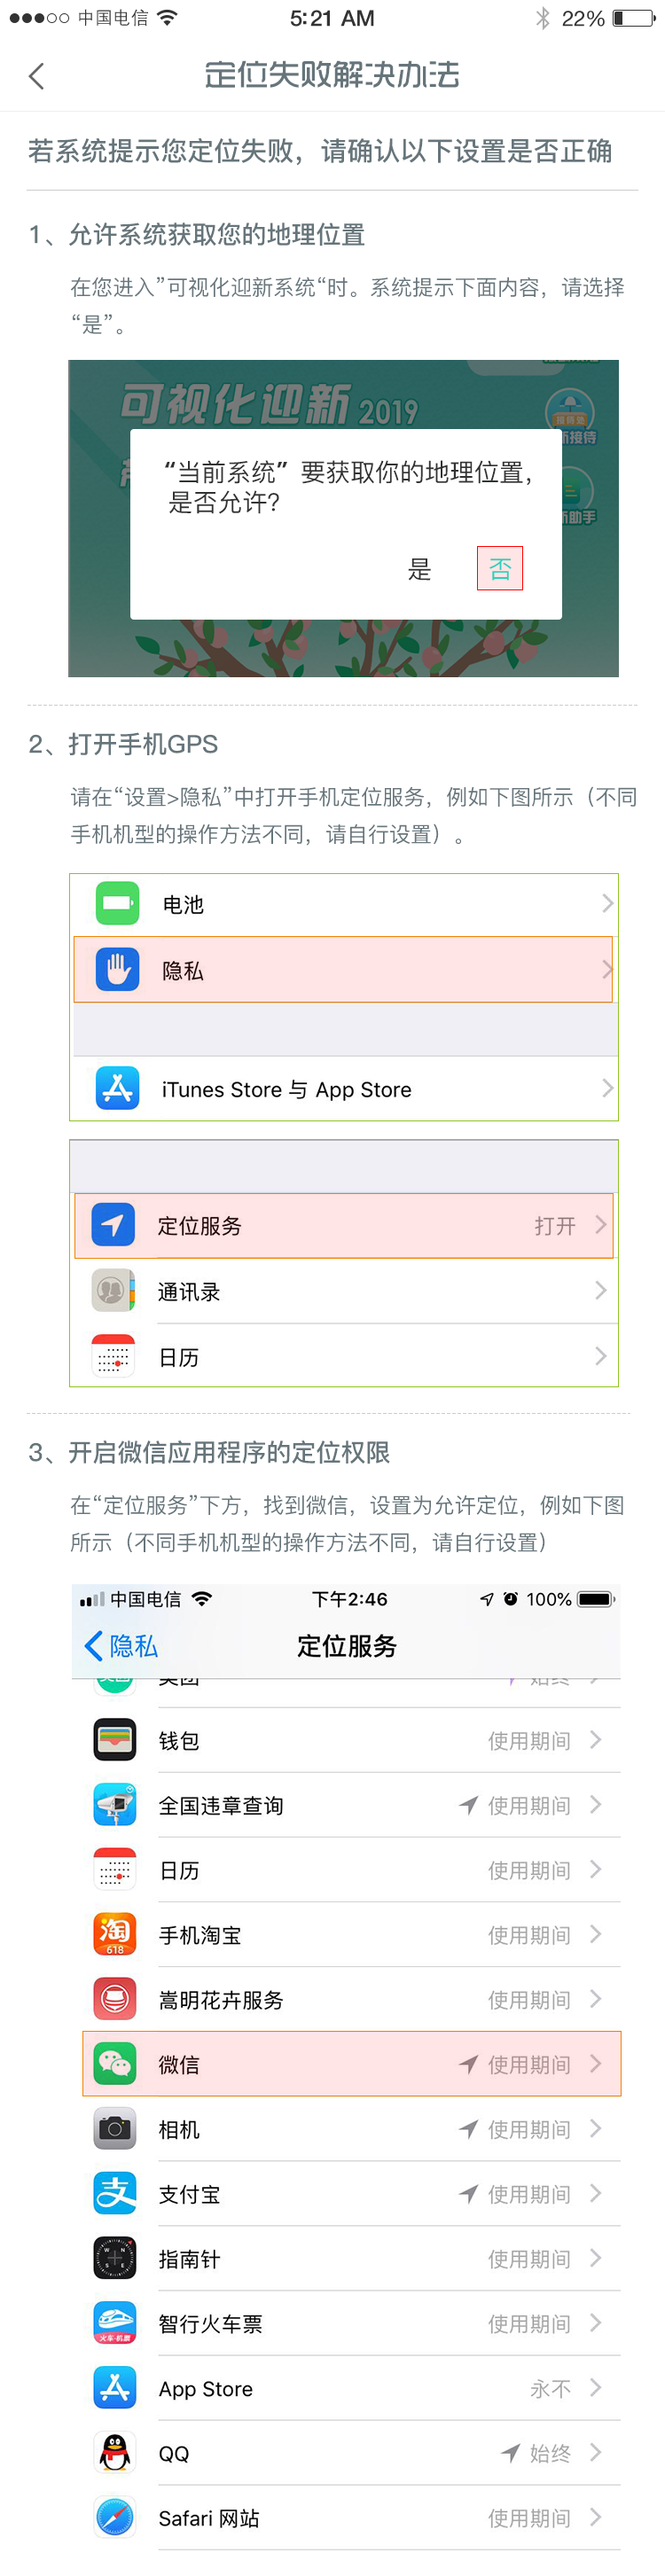 中国电信 5:21 AM 22%
定位失败解决办法
若系统提示您定位失败，请确认以下设置是否正确
1、允许系统获取您的地理位置
在您进入”可视化迎新系统“时。系统提示下面内容，请选择
“是”。
可视化迎新 2019
新接待
助手
“当前系统”要获取你的地理位置，
是否允许?
是 否
2、打开手机GPS
请在“设置>隐私”中打开手机定位服务，例如下图所示（不同
手机机型的操作方法不同，请自行设置）。
电池
隐私
iTunes Store 与 App Store
定位服务 打开
通讯录
日历
3、开启微信应用程序的定位权限
在“定位服务”下方，找到微信，设置为允许定位，例如下图
所示（不同手机机型的操作方法不同，请自行设置）
中国电信 下午2:46 100%
隐私 定位服务
美团 始终
钱包 使用期间
全国违章查询 使用期间
日历 使用期间
淘 618 手机淘宝 使用期间
嵩明花卉服务 使用期间
微信 使用期间
相机 使用期间
支 支付宝 使用期间
指南针 使用期间
火车·机票 智行火车票 使用期间
App Store 永不
QQ 始终
Safari 网站 使用期间